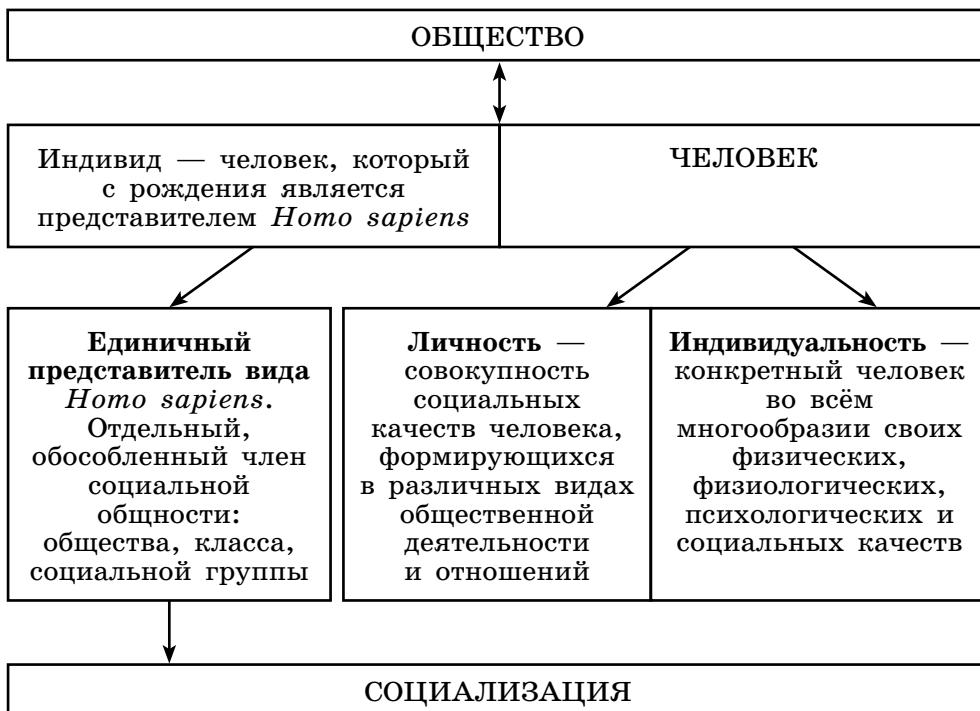 ОБЩЕСТВО
Индивид — человек, который
с рождения является
представителем Homo sapiens
ЧЕЛОВЕК
Единичный
представитель вида
Homo sapiens.
Отдельный,
обособленный член
социальной
общности:
общества, класса,
социальной группы
Личность —
совокупность
социальных
качеств человека,
формирующихся
в различных видах
общественной
деятельности
и отношений
Индивидуальность —
конкретный человек
во всём
многообразии своих
физических,
физиологических,
психологических и
социальных качеств
СОЦИАЛИЗАЦИЯ